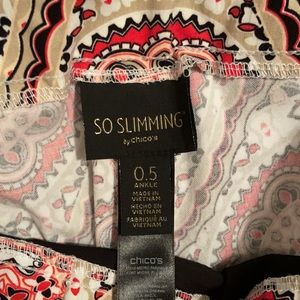 SO SLIMMING®
by chico's
0.5
ANKLE
MADE IN
VIETNAM
HECHO EN
VIETNAM
FABRIQUÉ AU
VIETNAM
chico's